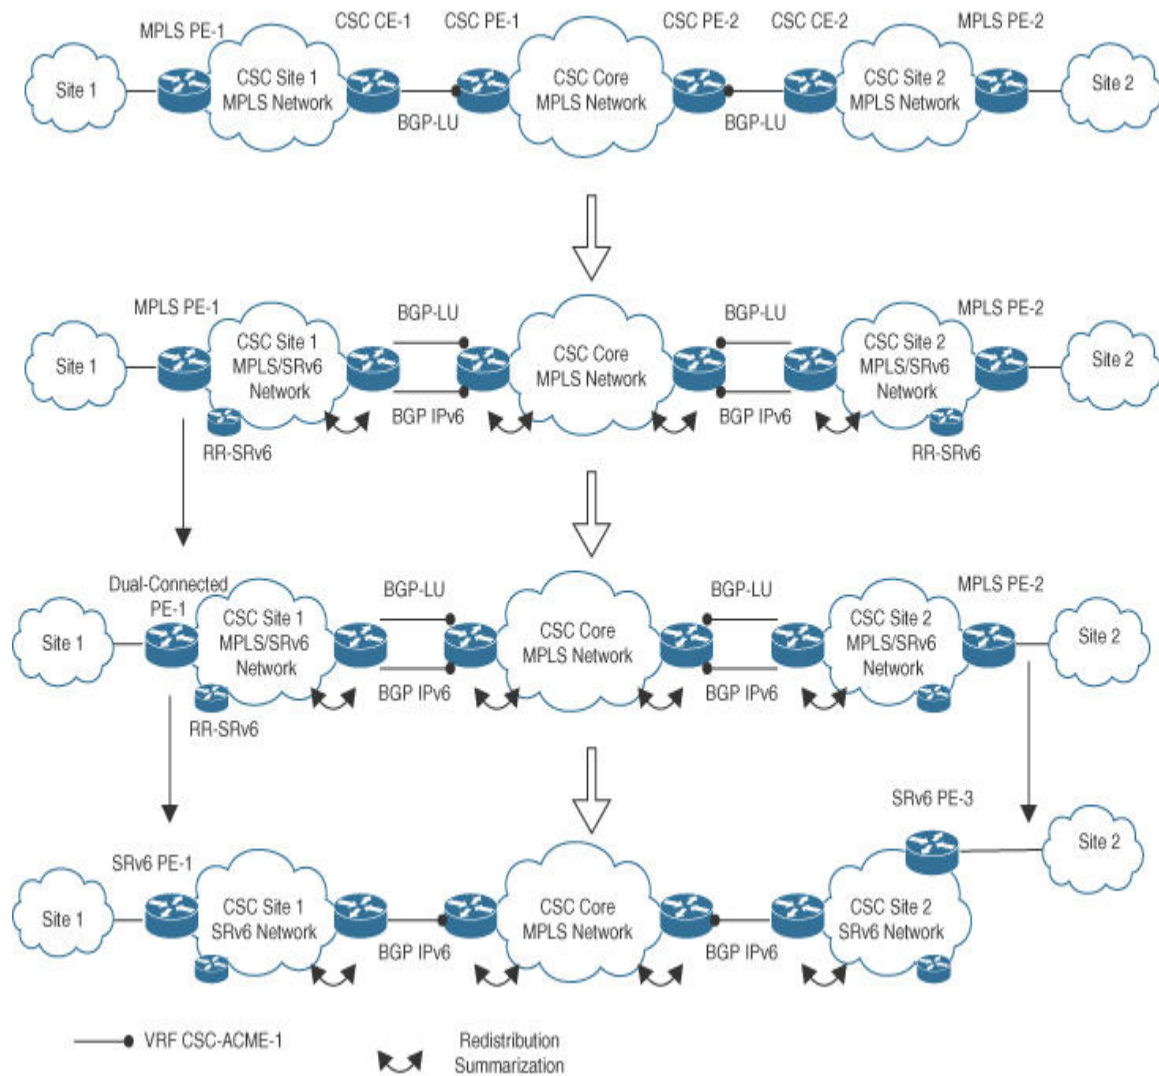 CSC CE-1
CSC PE-1
CSC PE-2
CSC CE-2
MPLS PE-2
MPLS PE-1
Site 1
CSC Site 1
MPLS Network
BGP-LU
CSC Core
MPLS Network
BGP-LU
CSC Site 2
MPLS Network
Site 2
MPLS PE-1
BGP-LU
BGP-LU
MPLS PE-2
Site 1
CSC Site 1
MPLS/SRv6
Network
CSC Core
MPLS Network
CSC Site 2
MPLS/SRv6
Network
Site 2
BGP IPv6
BGP IPv6
RR-SRv6
RR-SRv6
Dual-Connected
PE-1
BGP-LU
BGP-LU
MPLS PE-2
Site 1
CSC Site 1
MPLS/SRv6
Network
CSC Core
MPLS Network
CSC Site 2
MPLS/SRv6
Network
Site 2
BGP IPv6
BGP IPv6
RR-SRv6
SRv6 PE-3
Site 2
SRv6 PE-1
Site 1
CSC Site 1
SRv6 Network
BGP IPv6
CSC Core
MPLS Network
BGP IPv6
CSC Site 2
SRv6 Network
VRF CSC-ACME-1
Redistribution
Summarization